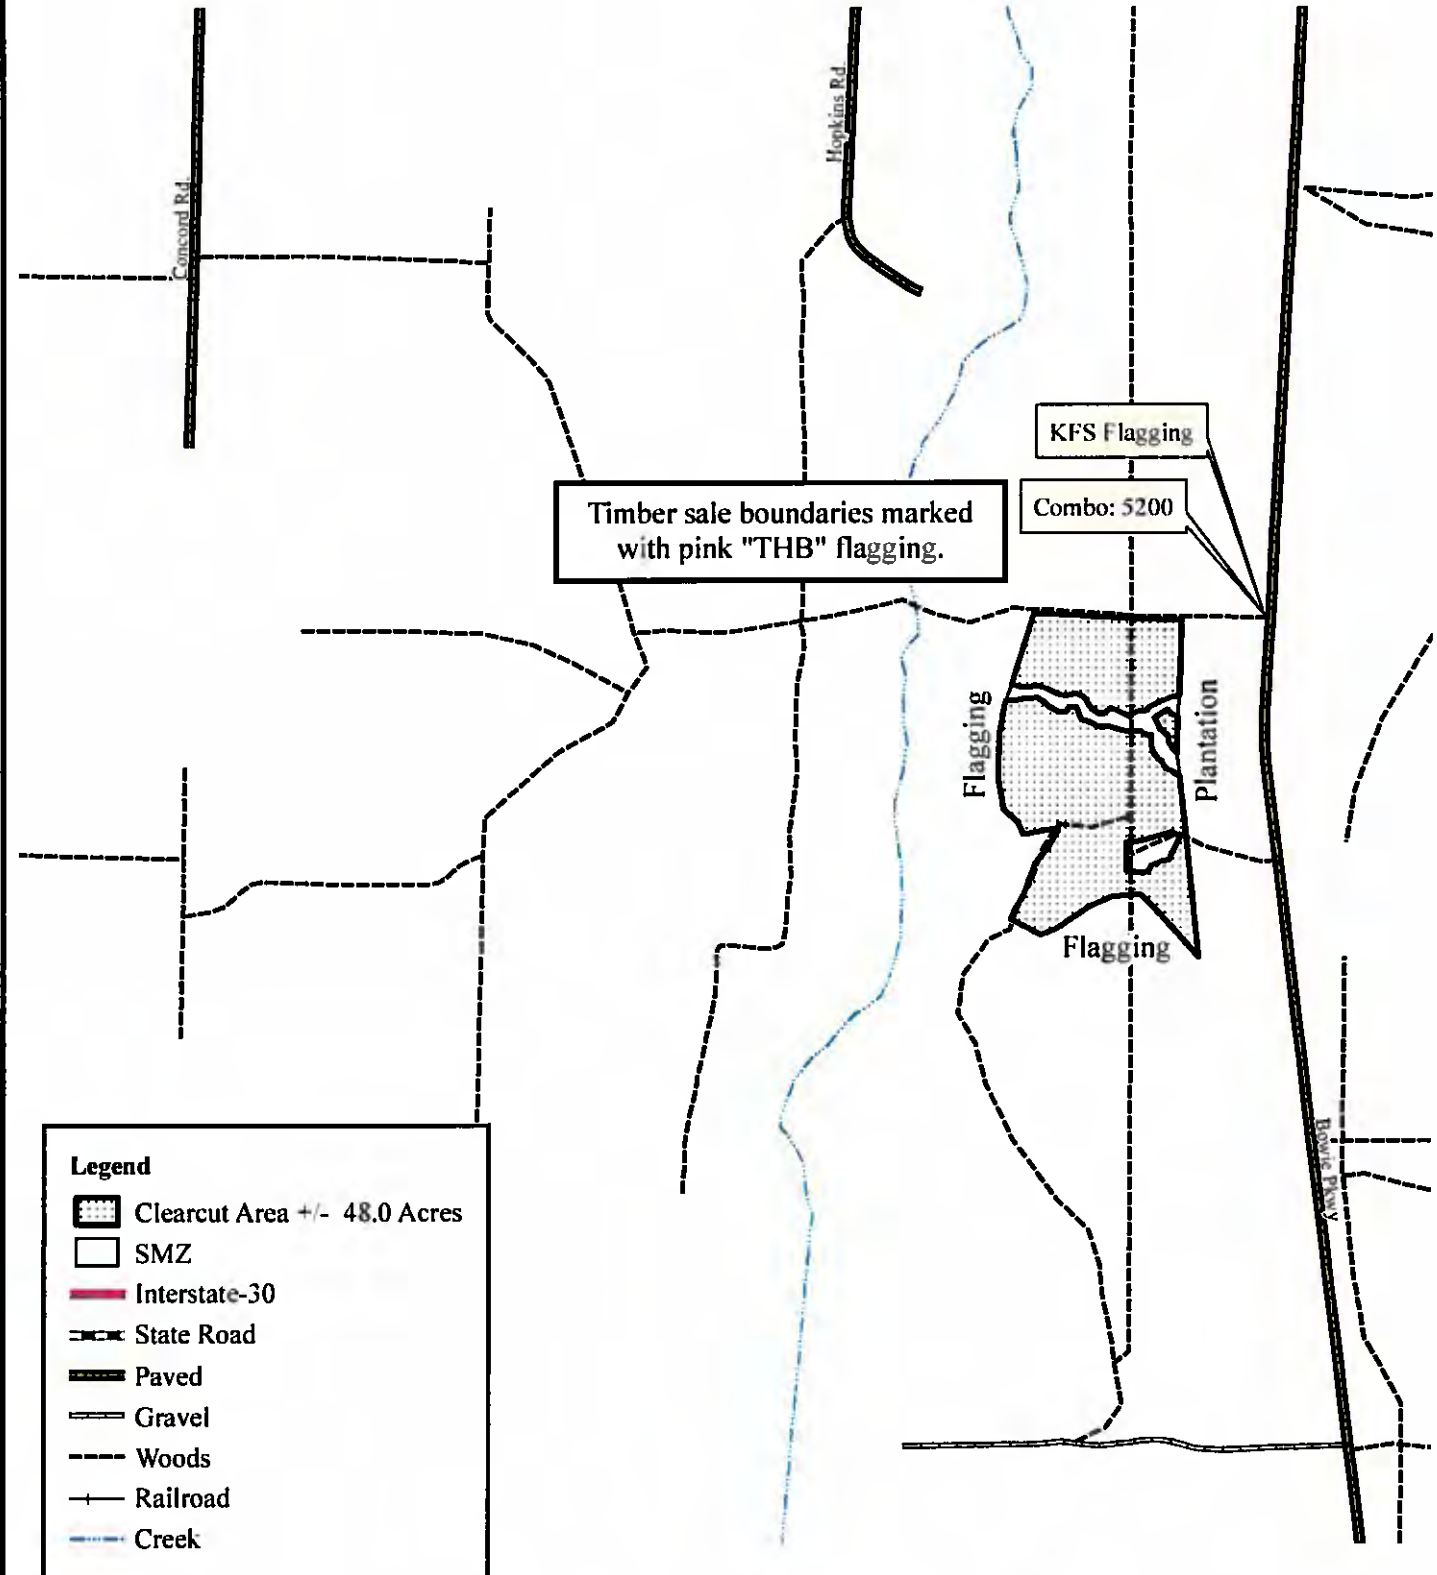 Concord Rd.
Hopkins Rd.
KFS Flagging
Combo: 5200
Timber sale boundaries marked
with pink "THB" flagging.
Flagging
Plantation
Flagging
Bowie Pkwy
Legend
Clearcut Area +/- 48.0 Acres
SMZ
Interstate-30
State Road
Paved
Gravel
Woods
Railroad
Creek